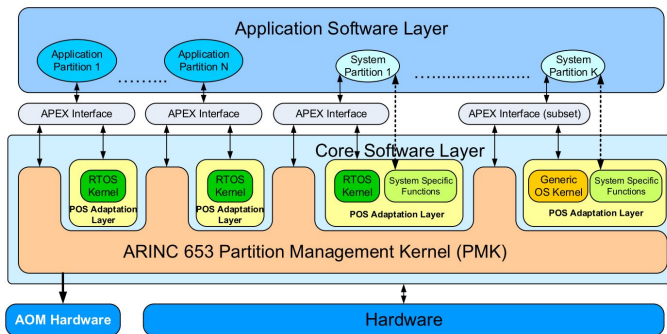 Application Software Layer
Application
Partition 1
Application
Partition N
System
Partition 1
System
Partition K
APEX Interface
APEX Interface
APEX Interface
APEX Interface (subset)
Core Software Layer
RTOS
Kernel
POS Adaptation
Layer
RTOS
Kernel
POS Adaptation
Layer
RTOS
Kernel
System Specific
Functions
POS Adaptation Layer
Generic
OS Kernel
System Specific
Functions
POS Adaptation Layer
ARINC 653 Partition Management Kernel (PMK)
AOM Hardware
Hardware